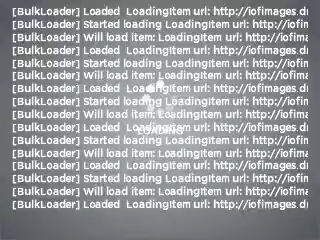 [BulkLoader] Loaded LoadingItem url: http://iofimages.d
[BulkLoader] Started loading LoadingItem url: http://iofin
[BulkLoader] Will load item: LoadingItem url: http://iofima
[BulkLoader] Loaded LoadingItem url: http://iofimages.d
[BulkLoader] Started loading LoadingItem url: http://iofin
[BulkLoader] Will load item: LoadingItem url: http://iofima
[BulkLoader] Loaded LoadingItem url: http://iofimages.d
[BulkLoader] Started loading LoadingItem url: http://iofin
[BulkLoader] Will load item: LoadingItem url: http://iofima
[BulkLoader] Loaded LoadingItem url: http://iofimages.d
LOADING
[BulkLoader] Started loading LoadingItem url: http://iofin
[BulkLoader] Will load item: LoadingItem url: http://iofima
[BulkLoader] Loaded LoadingItem url: http://iofimages.d
[BulkLoader] Started loading LoadingItem url: http://iofin
[BulkLoader] Will load item: LoadingItem url: http://iofima
[BulkLoader] Loaded LoadingItem url: http://iofimages.d